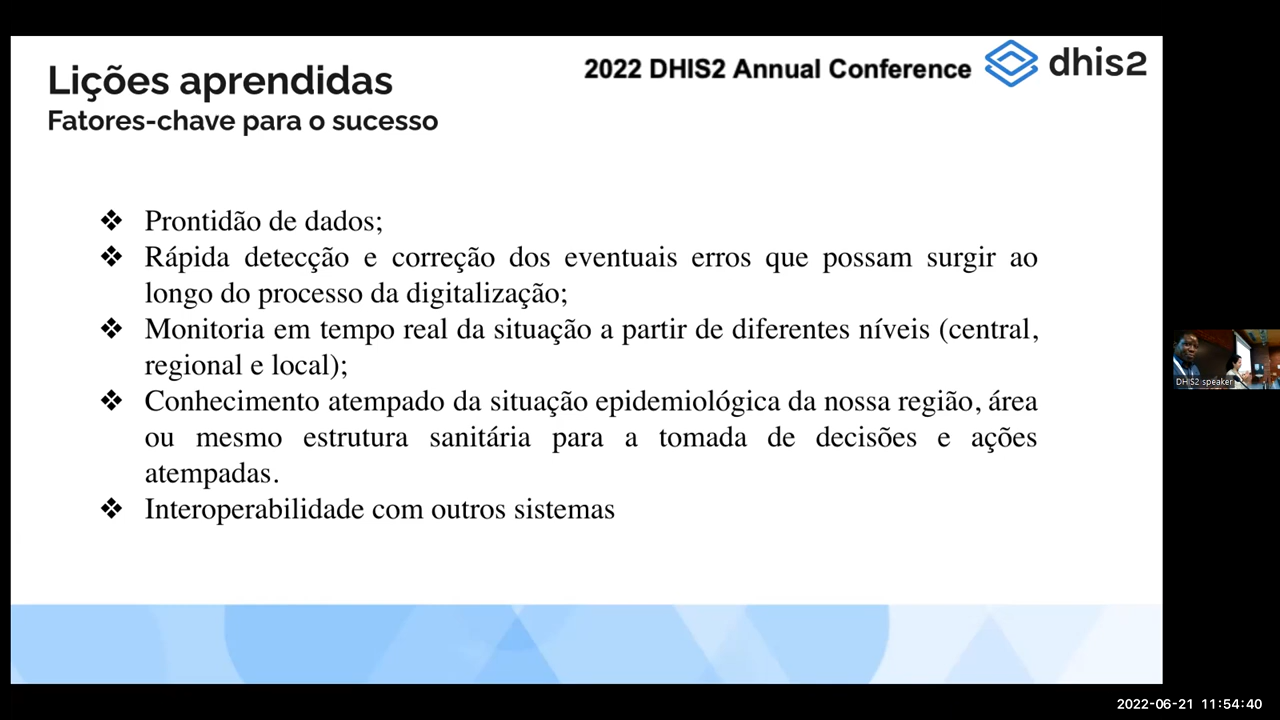 Lições aprendidas
2022 DHIS2 Annual Conference
dhis2
Fatores-chave para o sucesso
❖ Prontidão de dados;
❖ Rápida detecção e correção dos eventuais erros que possam surgir ao
longo do processo da digitalização;
❖ Monitoria em tempo real da situação a partir de diferentes níveis (central,
regional e local);
❖ Conhecimento atempado da situação epidemiológica da nossa região, área
ou mesmo estrutura sanitária para a tomada de decisões e ações
atempadas.
❖ Interoperabilidade com outros sistemas
DHIS2 speaker
2022-06-21 11:54:40